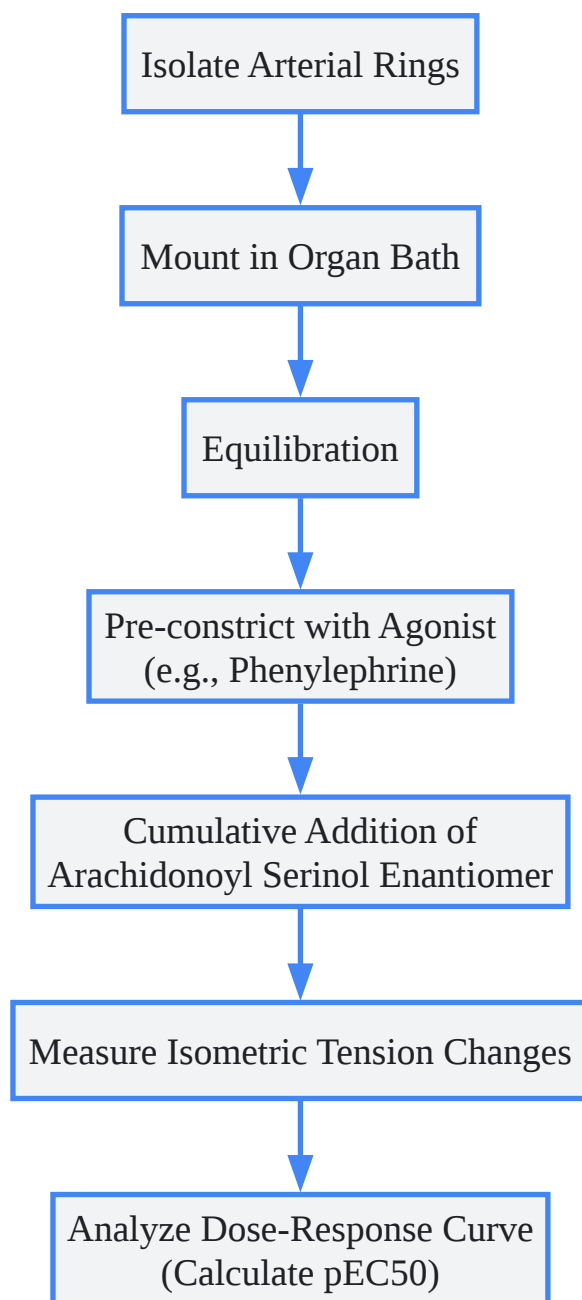 Isolate Arterial Rings
Mount in Organ Bath
Equilibration
Pre-constrict with Agonist
(e.g., Phenylephrine)
Cumulative Addition of
Arachidonoyl Serinol Enantiomer
Measure Isometric Tension Changes
Analyze Dose-Response Curve
(Calculate pEC50)